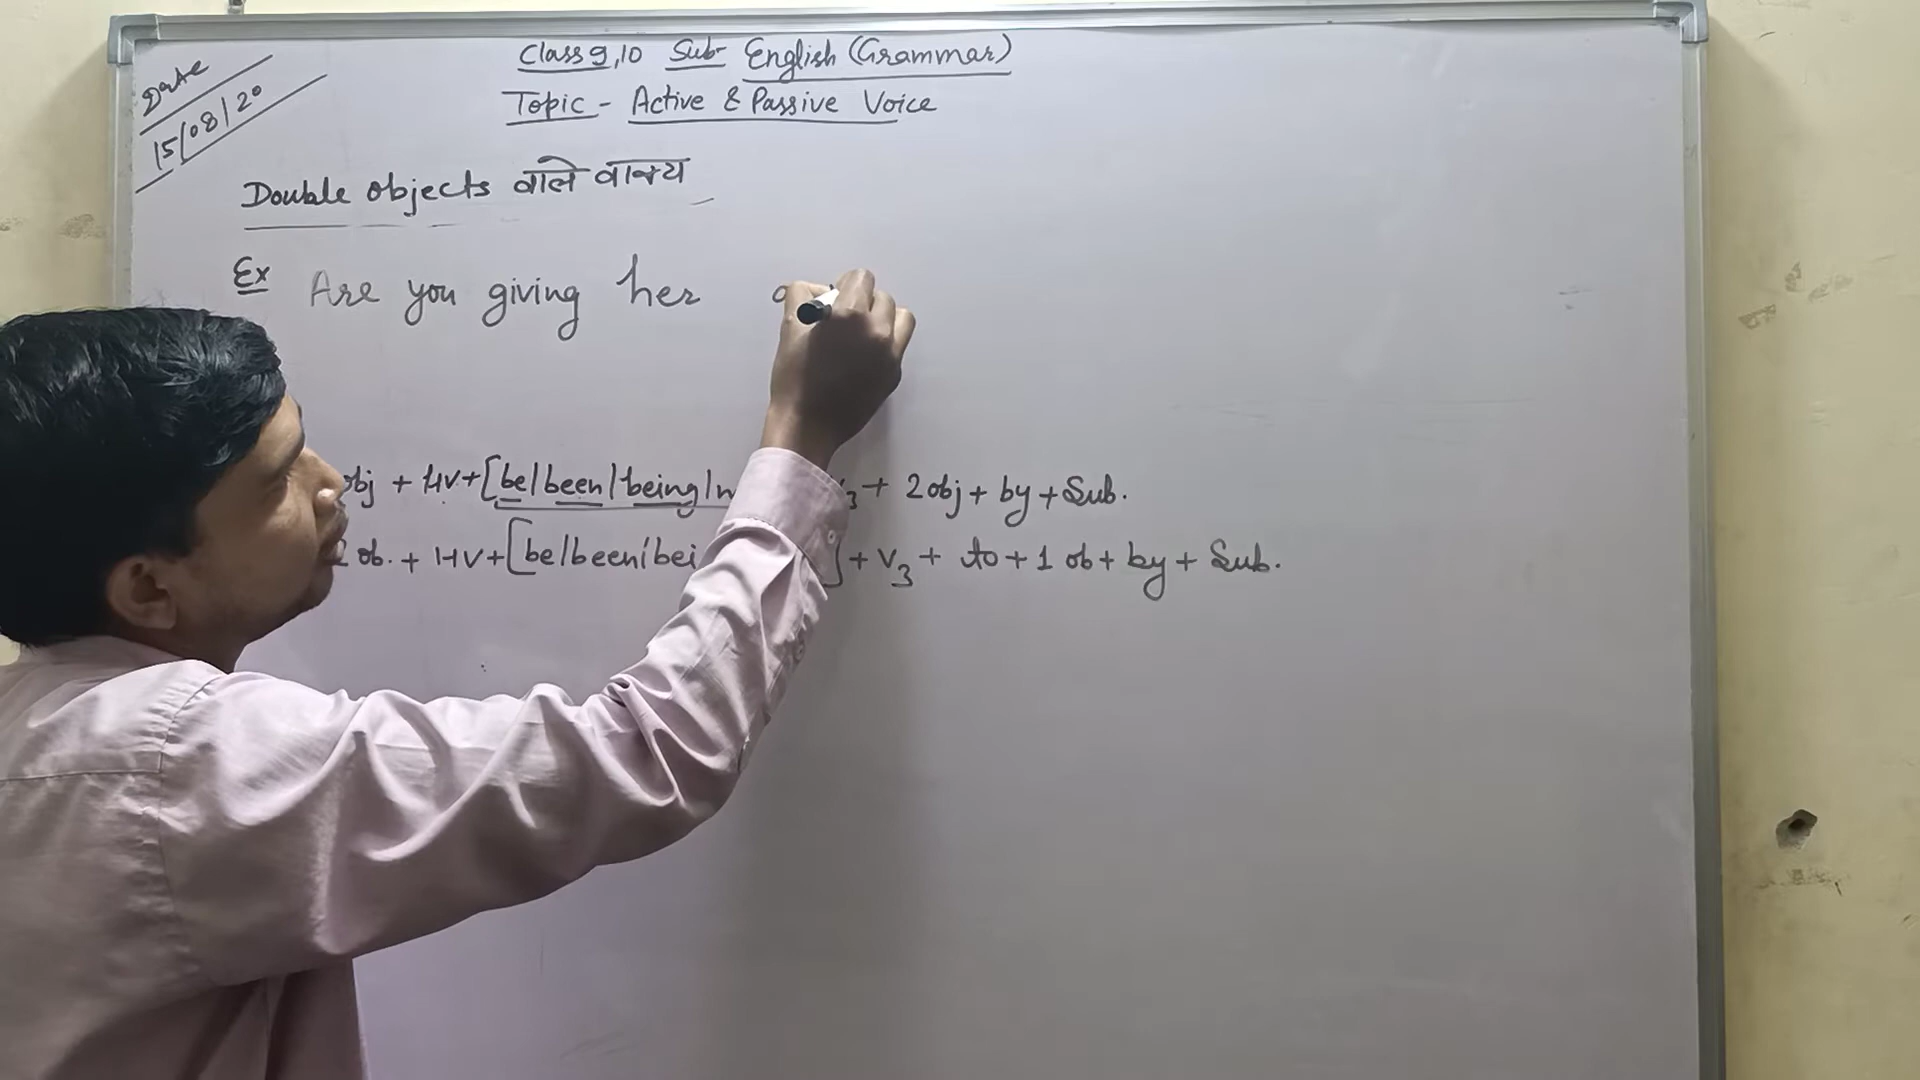 Date
15/08/20
Class 9,10 Sub- English (Grammar)
Topic - Active & Passive Voice
Double objects वाले वाक्य
Ex Are you giving her
obj + HV+[be/been/being/ + 2 obj + by + Sub.
2 ob. + HV+[be/been/bei ] + V3 + to + 1 ob + by + Sub.